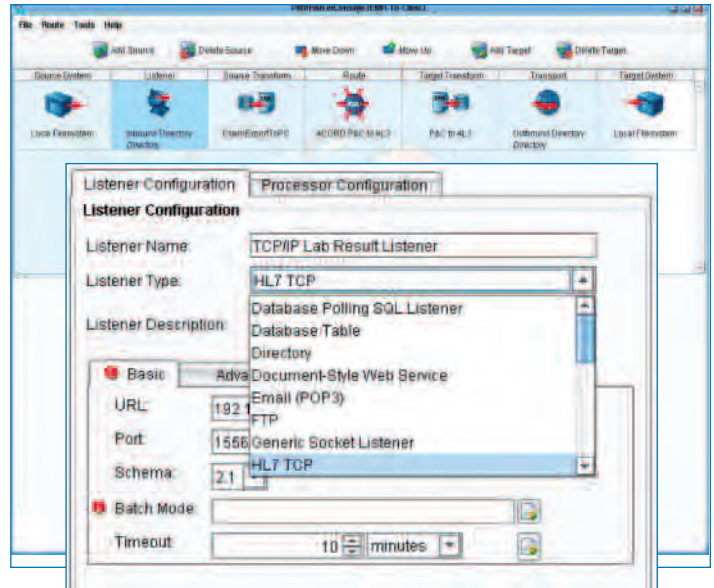 File Route Tools Help
Add Source Delete Source Move Down Move Up Add Target Delete Target
Source System Listener Source Transform Route Target Transform Transport Target System
Local Filesystem Inbound Directory ACORD P&C to AL3 P&C to AL3 Outbound Directory Local Filesystem
Directory Directory
Listener Configuration Processor Configuration
Listener Configuration
Listener Name: TCP/IP Lab Result Listener
Listener Type: HL7 TCP
Database Polling SQL Listener
Listener Description: Database Table
Directory
Basic Adva Document-Style Web Service
Email (POP3)
URL: 192.1
FTP
Port: 1556 Generic Socket Listener
HL7 TCP
Schema: 2.1
Batch Mode:
Timeout: 10 minutes